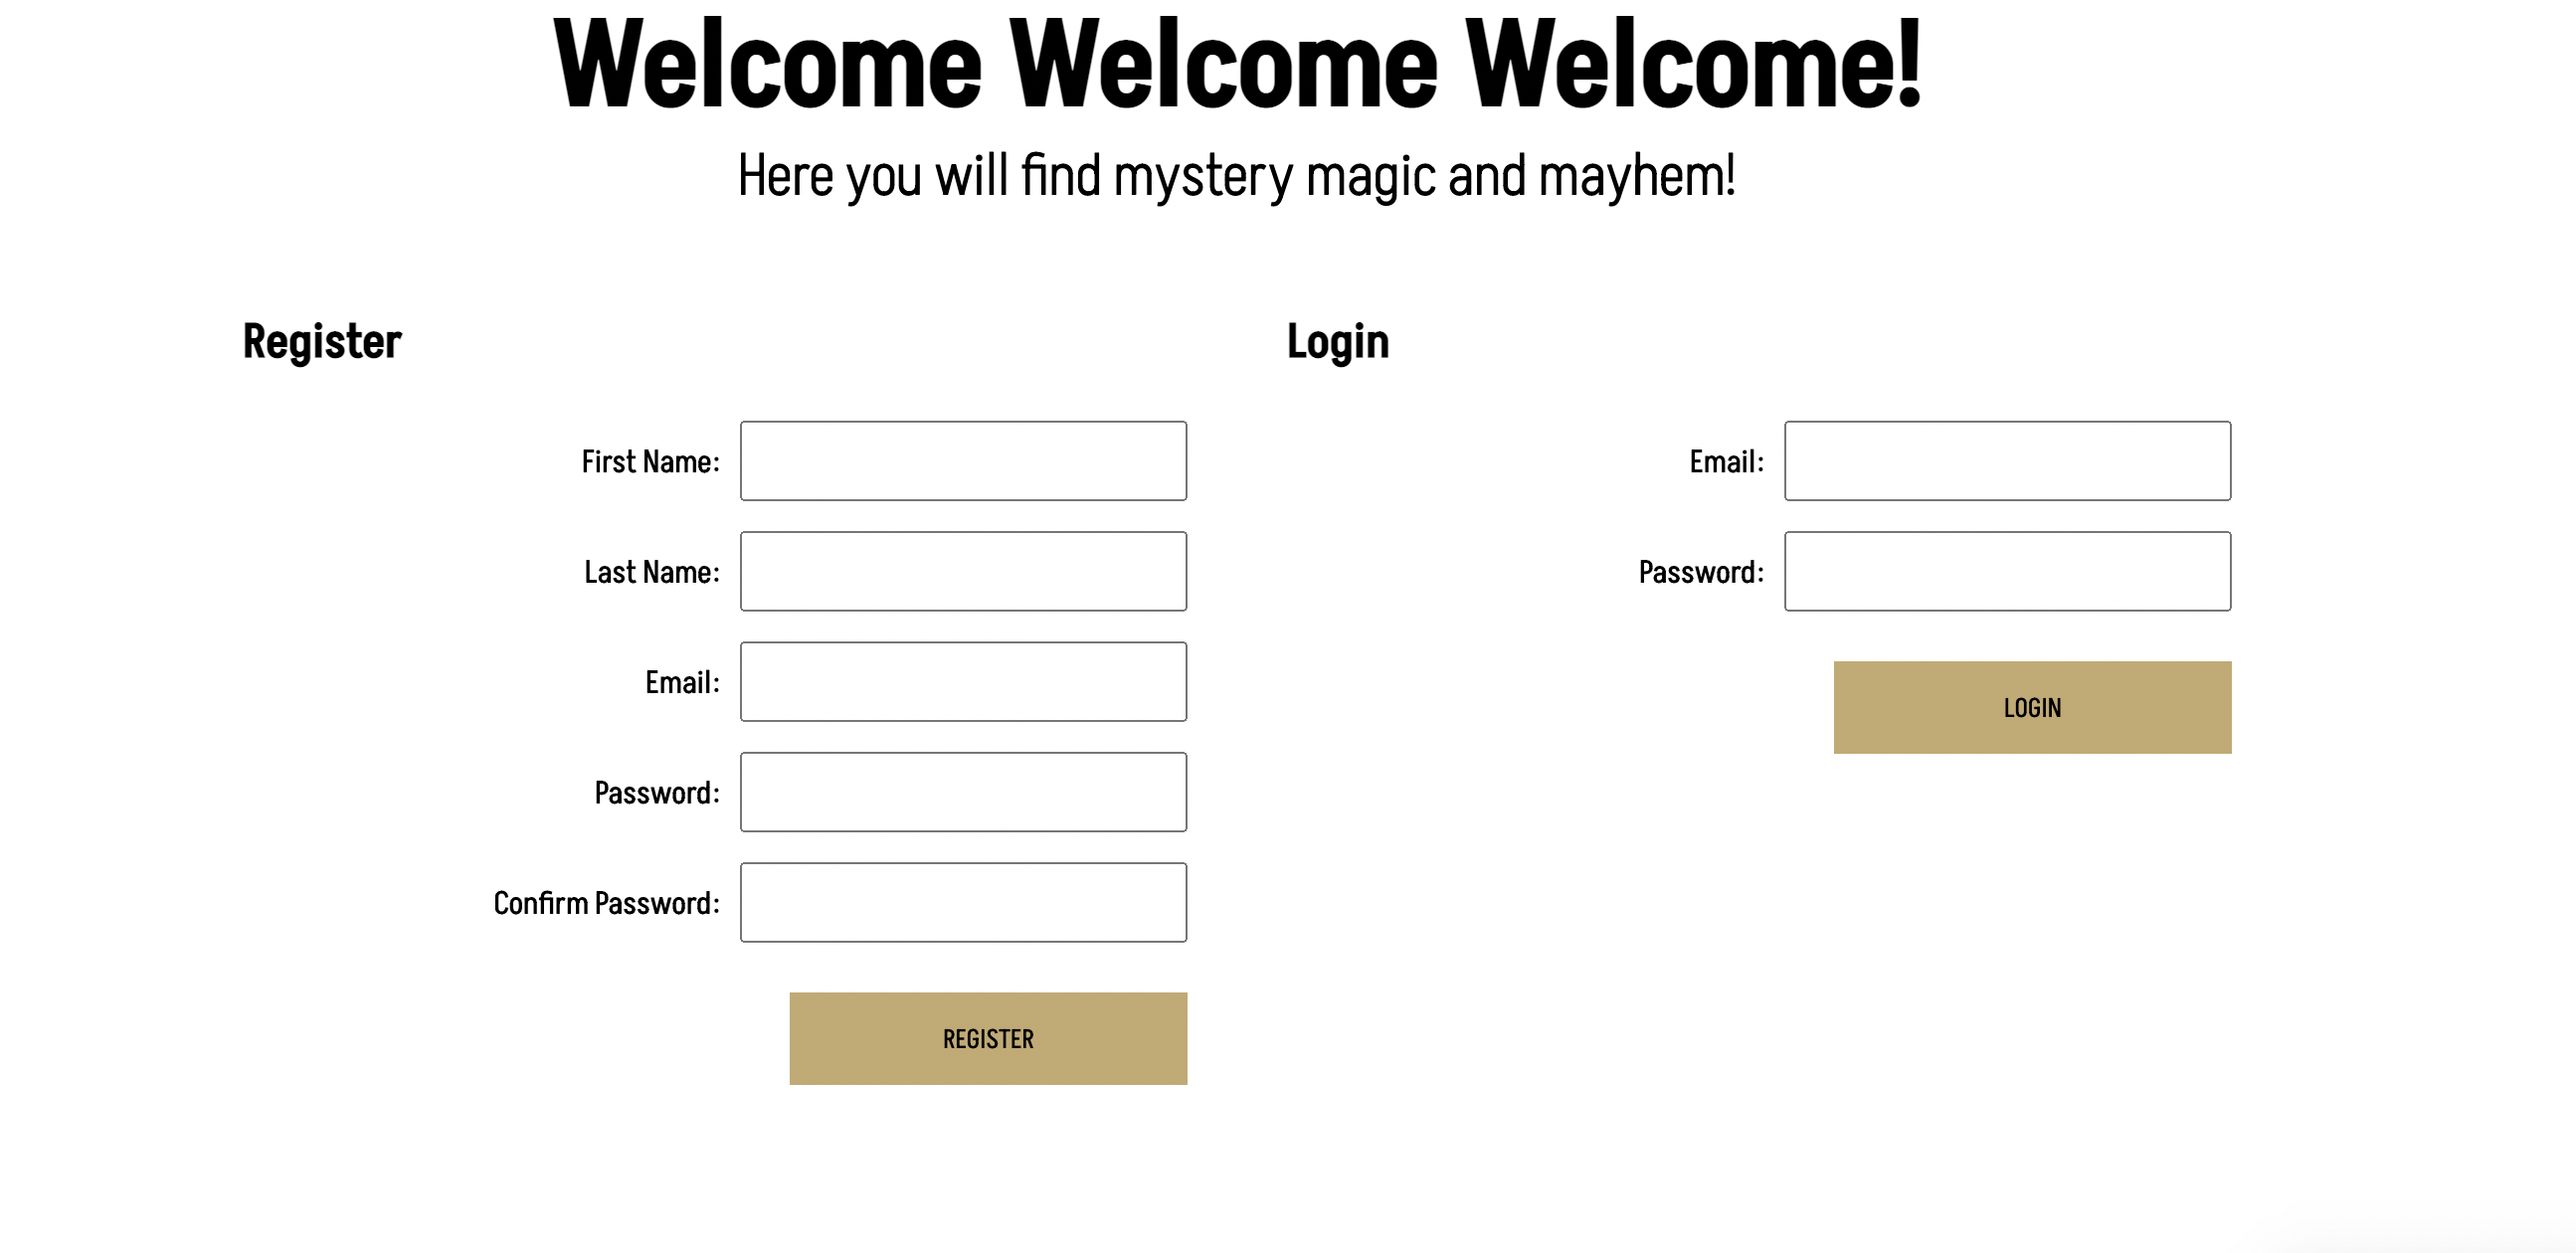 Welcome Welcome Welcome!
Here you will find mystery magic and mayhem!
Register
First Name:
Last Name:
Email:
Password:
Confirm Password:
REGISTER
Login
Email:
Password:
LOGIN